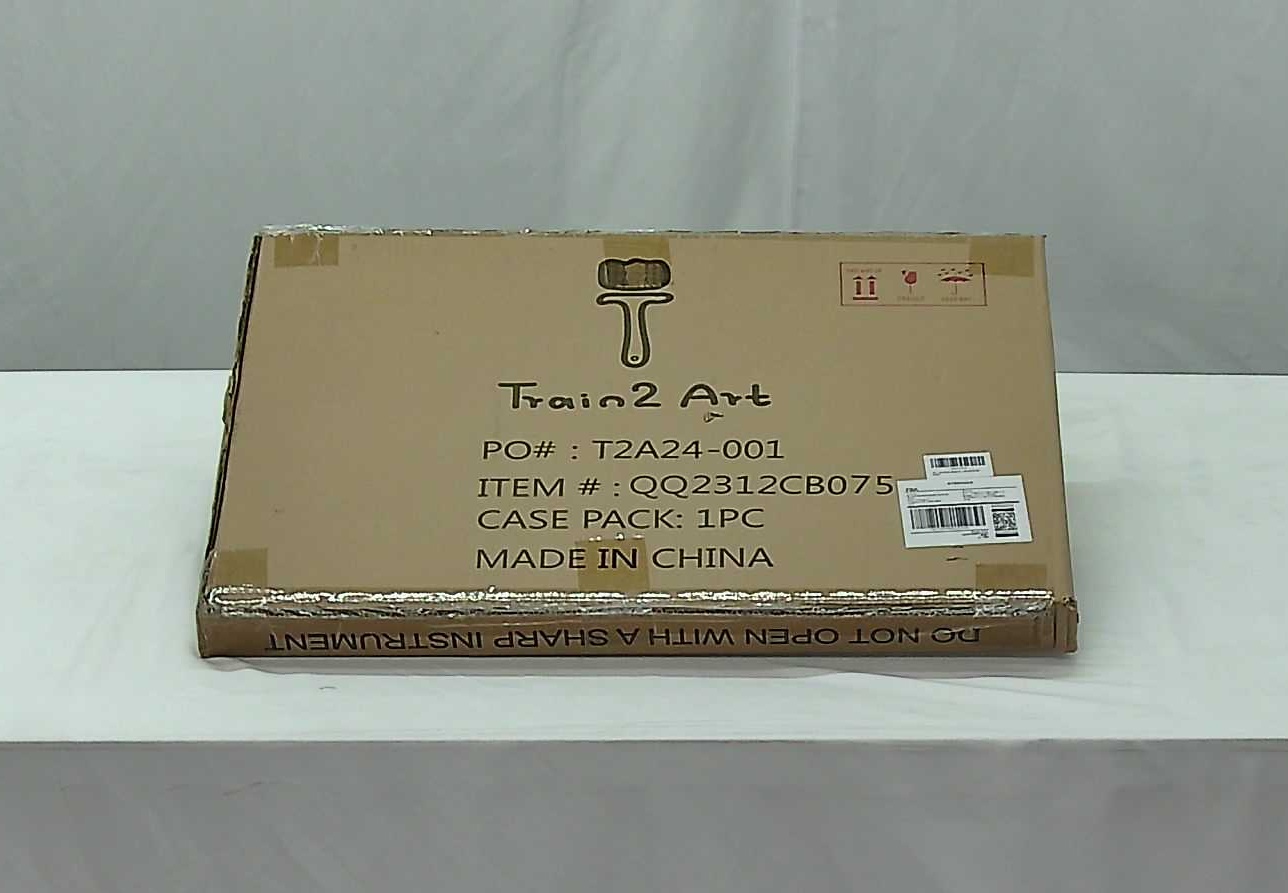 Train2 Art
PO# : T2A24-001
ITEM # : QQ2312CB075
CASE PACK: 1PC
MADE IN CHINA
DO NOT OPEN WITH A SHARP INSTRUMENT